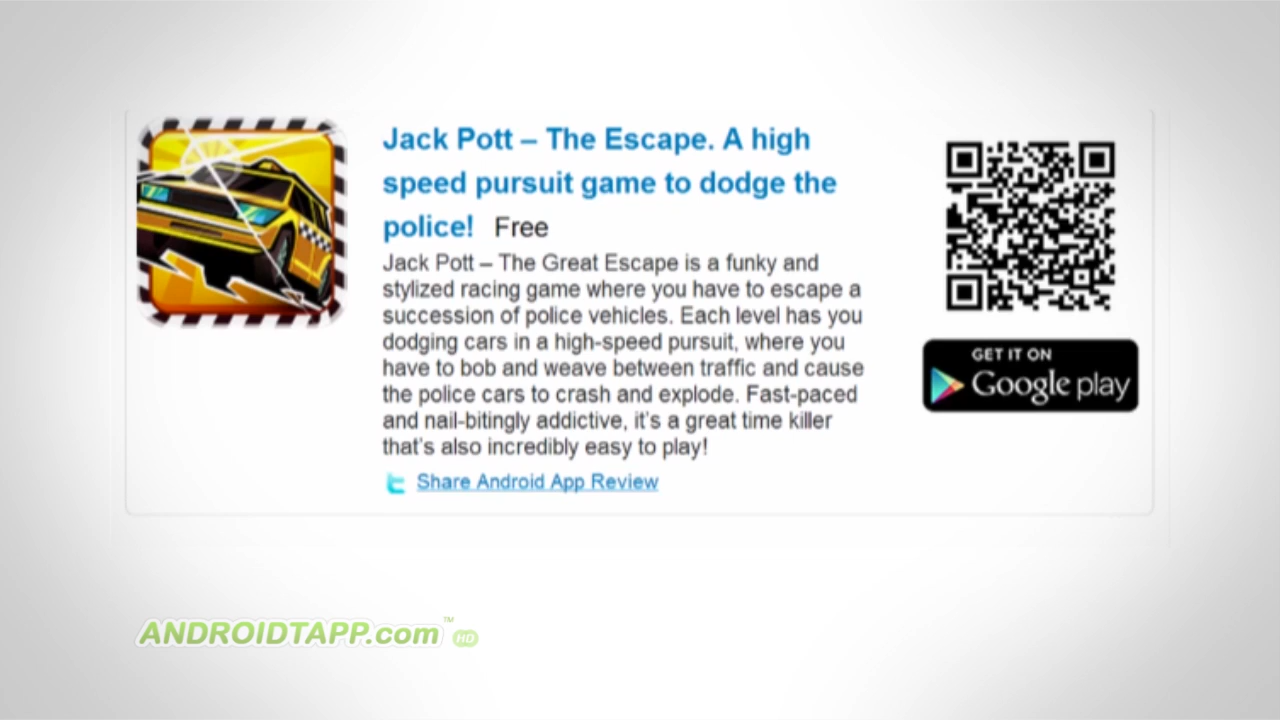 Jack Pott – The Escape. A high
speed pursuit game to dodge the
police! Free
Jack Pott – The Great Escape is a funky and
stylized racing game where you have to escape a
succession of police vehicles. Each level has you
dodging cars in a high-speed pursuit, where you
have to bob and weave between traffic and cause
the police cars to crash and explode. Fast-paced
and nail-bitingly addictive, it's a great time killer
that's also incredibly easy to play!
Share Android App Review
GET IT ON
Google play
ANDROIDTAPP.com™ HD